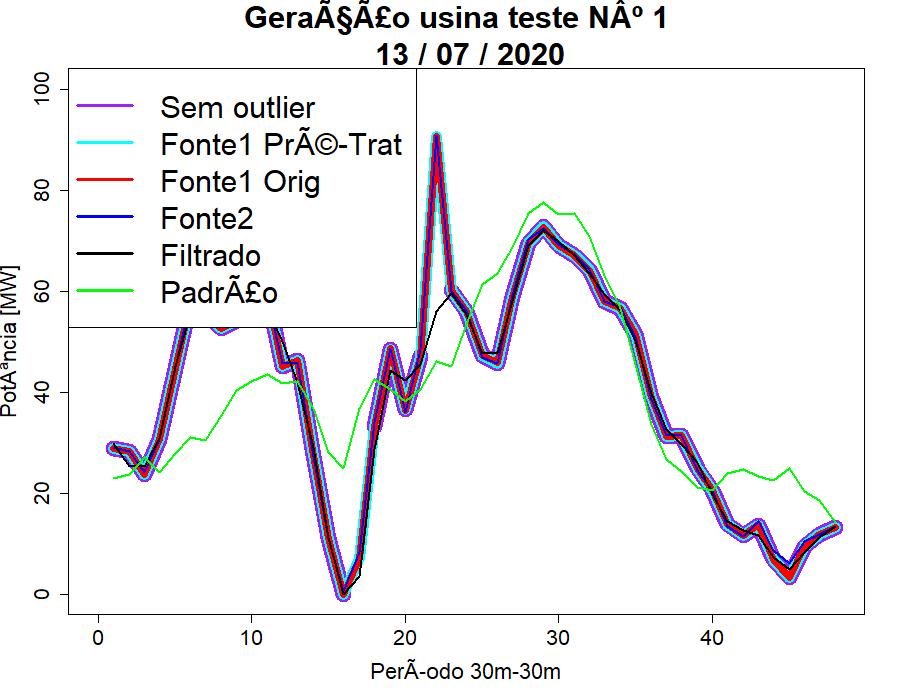 GeraÃ§Ã£o usina teste NÂº 1
13 / 07 / 2020
Sem outlier
Fonte1 PrÃ©-Trat
Fonte1 Orig
Fonte2
Filtrado
PadrÃ£o
PotÃªncia [MW]
100
80
60
40
20
0
0 10 20 30 40
PerÃ-odo 30m-30m